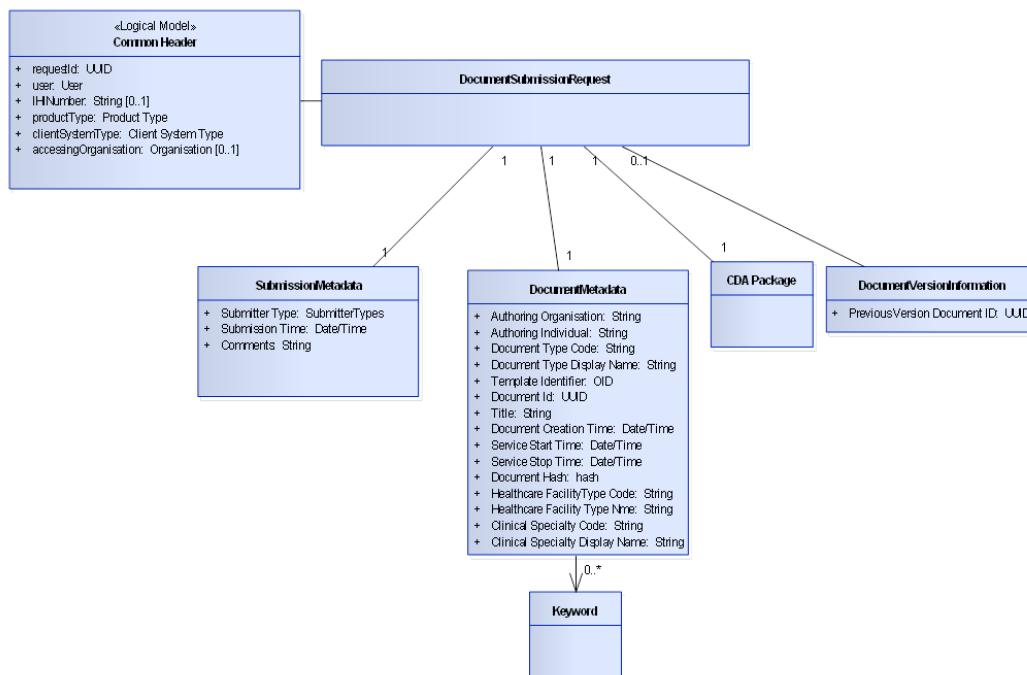 «Logical Model»
Common Header
+ requestId: UUID
+ user: User
+ IHINumber: String [0..1]
+ productType: Product Type
+ clientSystemType: Client System Type
+ accessingOrganisation: Organisation [0..1]
DocumentSubmissionRequest
1
1
1
0..1
1
1
1
SubmissionMetadata
+ Submitter Type: SubmitterTypes
+ Submission Time: Date/Time
+ Comments: String
DocumentMetadata
+ Authoring Organisation: String
+ Authoring Individual: String
+ Document Type Code: String
+ Document Type Display Name: String
+ Template Identifier: OID
+ Document Id: UUID
+ Title: String
+ Document Creation Time: Date/Time
+ Service Start Time: Date/Time
+ Service Stop Time: Date/Time
+ Document Hash: hash
+ Healthcare FacilityType Code: String
+ Healthcare Facility Type Nme: String
+ Clinical Specialty Code: String
+ Clinical Specialty Display Name: String
CDA Package
DocumentVersionInformation
+ PreviousVersion Document ID: UUID
0..*
Keyword